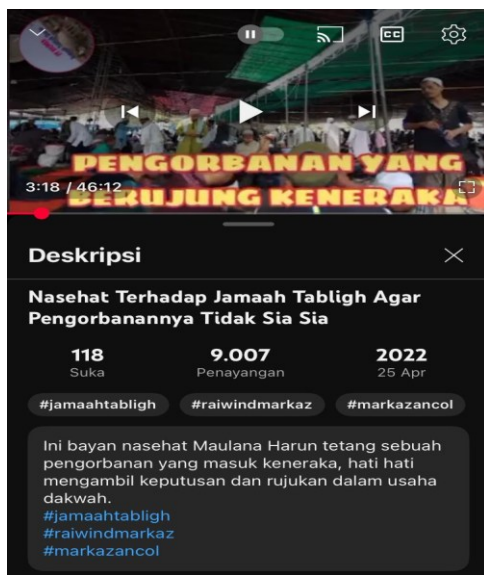 CC
PENGORBANAN YANG
3:18 / 46:12
BERUJUNG KENERAKA
Deskripsi
Nasehat Terhadap Jamaah Tabligh Agar
Pengorbanannya Tidak Sia Sia
118 9.007 2022
Suka Penayangan 25 Apr
#jamaahtabligh #raiwindmarkaz #markazancol
Ini bayan nasehat Maulana Harun tetang sebuah
pengorbanan yang masuk keneraka, hati hati
mengambil keputusan dan rujukan dalam usaha
dakwah.
#jamaahtabligh
#raiwindmarkaz
#markazancol